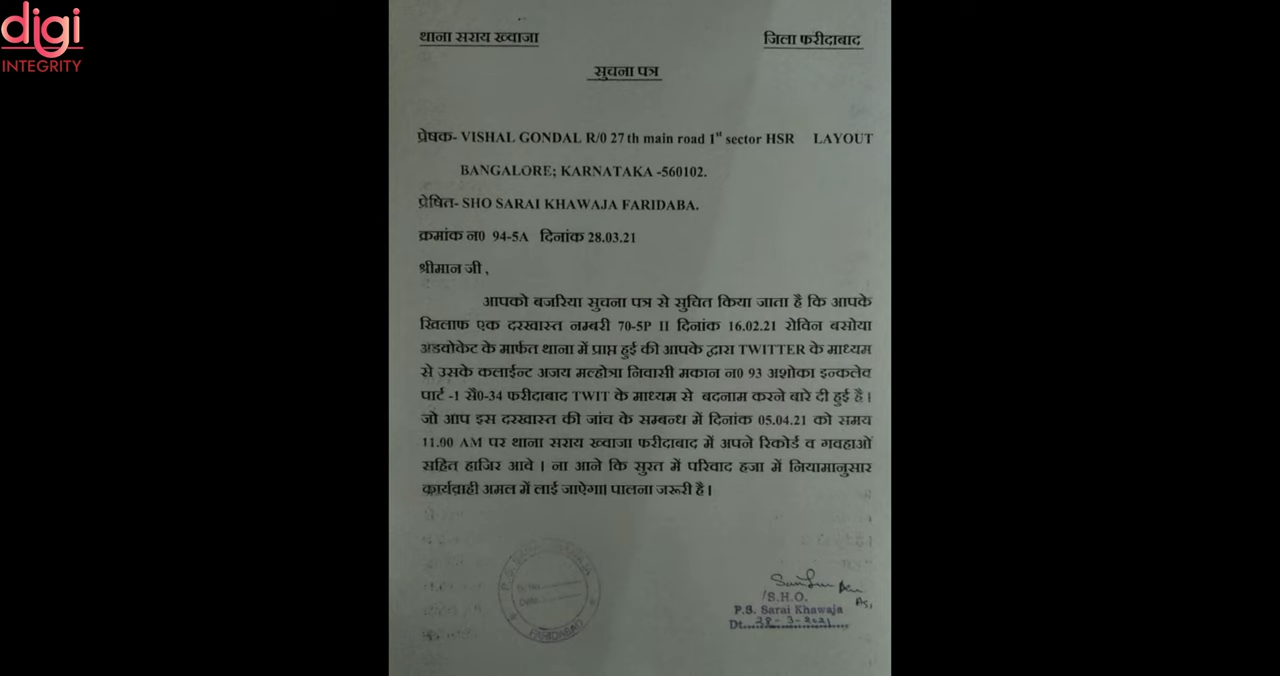 digi
INTEGRITY
थाना सराय ख्वाजा जिला फरीदाबाद
सुचना पत्र
प्रेषक- VISHAL GONDAL R/0 27 th main road 1st sector HSR LAYOUT
BANGALORE; KARNATAKA -560102.
प्रेषित- SHO SARAI KHAWAJA FARIDABA.
क्रमांक न0 94-5A दिनांक 28.03.21
श्रीमान जी ,
आपको बजरिया सुचना पत्र से सुचित किया जाता है कि आपके
खिलाफ एक दरखास्त नम्बरी 70-5P II दिनांक 16.02.21 रोविन बसोया
अडवोकेट के मार्फत थाना में प्राप्त हुई की आपके द्वारा TWITTER के माध्यम
से उसके कलाईन्ट अजय मल्होत्रा निवासी मकान न0 93 अशोका इन्कलेव
पार्ट -1 सै0-34 फरीदाबाद TWIT के माध्यम से बदनाम करने बारे दी हुई है।
जो आप इस दरखास्त की जांच के सम्बन्ध में दिनांक 05.04.21 को समय
11.00 AM पर थाना सराय ख्वाजा फरीदाबाद में अपने रिकोर्ड व गवहाओं
सहित हाजिर आवे। ना आने कि सुरत में परिवाद हजा में नियामानुसार
कार्यवाही अमल में लाई जाऐगा। पालना जरूरी है।
S.H.O.
P.S. Sarai Khawaja
Dt. 28-3-2021
FARIDABAD